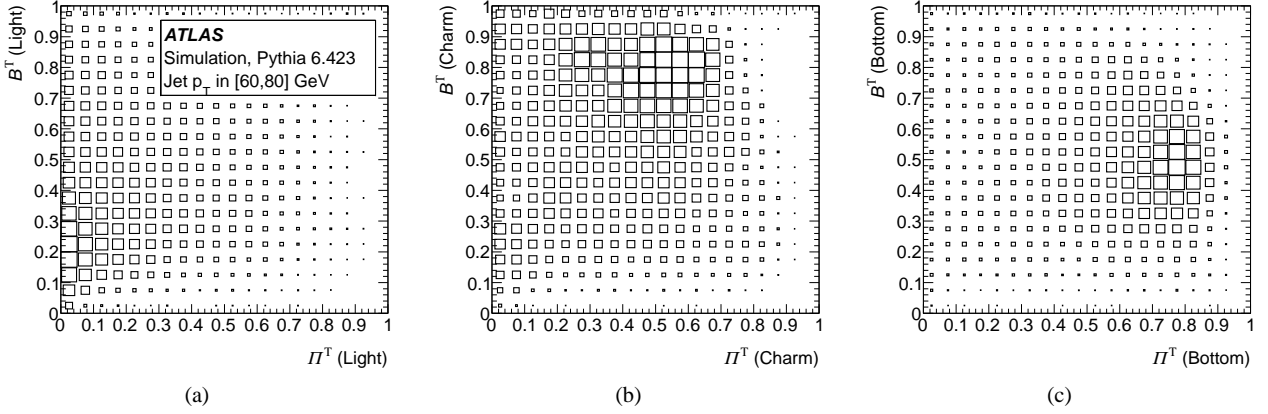 B^T (Light)
1
0.9
0.8
0.7
0.6
0.5
0.4
0.3
0.2
0.1
0
ATLAS
Simulation, Pythia 6.423
Jet p_T in [60,80] GeV
0 0.1 0.2 0.3 0.4 0.5 0.6 0.7 0.8 0.9 1
Π^T (Light)
(a)
B^T (Charm)
1
0.9
0.8
0.7
0.6
0.5
0.4
0.3
0.2
0.1
0
0 0.1 0.2 0.3 0.4 0.5 0.6 0.7 0.8 0.9 1
Π^T (Charm)
(b)
B^T (Bottom)
1
0.9
0.8
0.7
0.6
0.5
0.4
0.3
0.2
0.1
0
0 0.1 0.2 0.3 0.4 0.5 0.6 0.7 0.8 0.9 1
Π^T (Bottom)
(c)